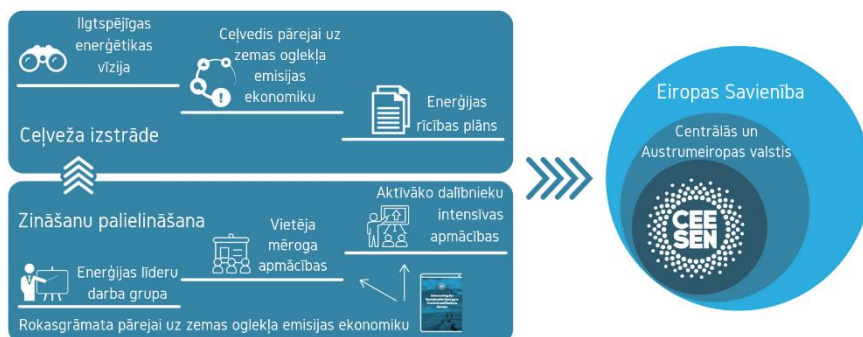 Ilgtspējīgas
enerģētikas
vīzija
Ceļvedis pārejai uz
zemas oglekļa
emisijas
ekonomiku
Enerģijas
rīcības plāns
Ceļveža izstrāde
Zināšanu palielināšana
Enerģijas līderu
darba grupa
Vietēja
mēroga
apmācības
Aktīvāko dalībnieku
intensīvas
apmācības
Rokasgrāmata pārejai uz zemas oglekļa emisijas ekonomiku
Eiropas Savienība
Centrālās un
Austrumeiropas valstis
CEE
SEN